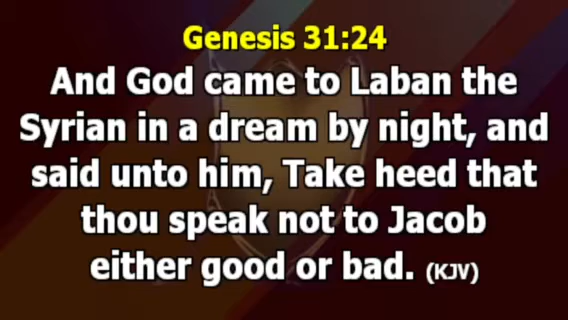 Genesis 31:24
And God came to Laban the
Syrian in a dream by night, and
said unto him, Take heed that
thou speak not to Jacob
either good or bad. (KJV)